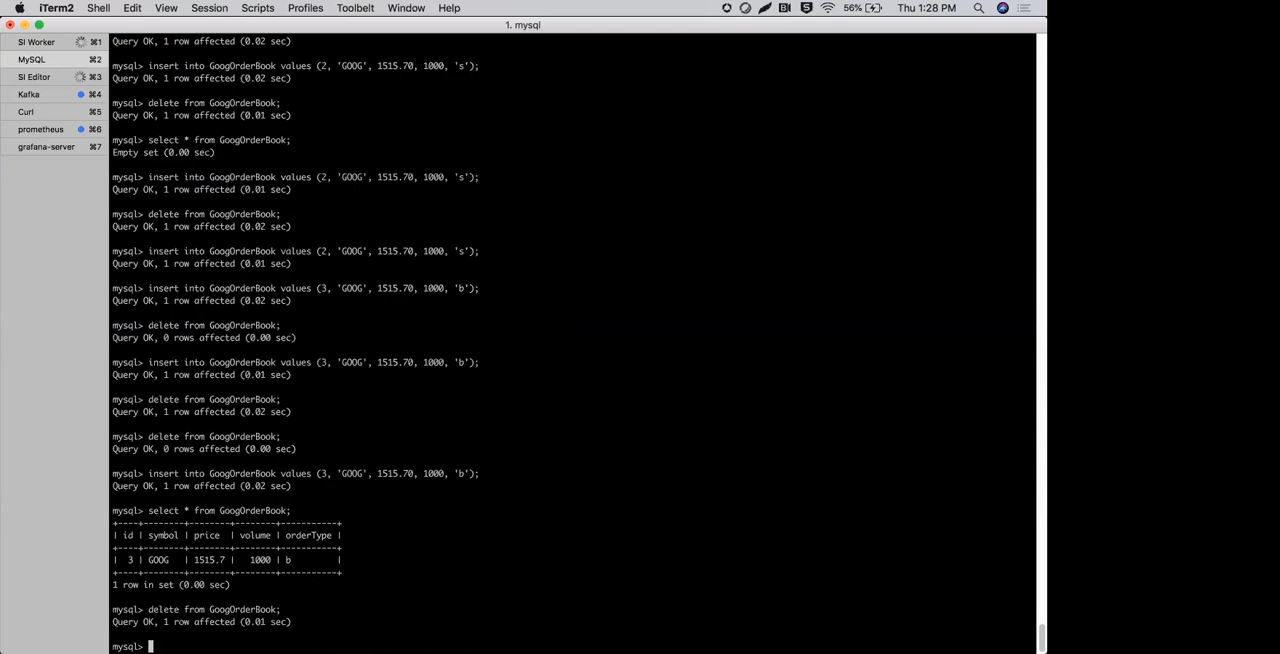 iTerm2 Shell Edit View Session Scripts Profiles Toolbelt Window Help 56% Thu 1:28 PM
1. mysql
SI Worker ⌘1
MySQL ⌘2
SI Editor ⌘3
Kafka ⌘4
Curl ⌘5
prometheus ⌘6
grafana-server ⌘7
Query OK, 1 row affected (0.02 sec)
mysql> insert into GoogOrderBook values (2, 'GOOG', 1515.70, 1000, 's');
Query OK, 1 row affected (0.02 sec)
mysql> delete from GoogOrderBook;
Query OK, 1 row affected (0.01 sec)
mysql> select * from GoogOrderBook;
Empty set (0.00 sec)
mysql> insert into GoogOrderBook values (2, 'GOOG', 1515.70, 1000, 's');
Query OK, 1 row affected (0.01 sec)
mysql> delete from GoogOrderBook;
Query OK, 1 row affected (0.02 sec)
mysql> insert into GoogOrderBook values (2, 'GOOG', 1515.70, 1000, 's');
Query OK, 1 row affected (0.01 sec)
mysql> insert into GoogOrderBook values (3, 'GOOG', 1515.70, 1000, 'b');
Query OK, 1 row affected (0.02 sec)
mysql> delete from GoogOrderBook;
Query OK, 0 rows affected (0.00 sec)
mysql> insert into GoogOrderBook values (3, 'GOOG', 1515.70, 1000, 'b');
Query OK, 1 row affected (0.01 sec)
mysql> delete from GoogOrderBook;
Query OK, 1 row affected (0.02 sec)
mysql> delete from GoogOrderBook;
Query OK, 0 rows affected (0.00 sec)
mysql> insert into GoogOrderBook values (3, 'GOOG', 1515.70, 1000, 'b');
Query OK, 1 row affected (0.02 sec)
mysql> select * from GoogOrderBook;
+----+--------+--------+--------+-----------+
| id | symbol | price | volume | orderType |
+----+--------+--------+--------+-----------+
| 3 | GOOG | 1515.7 | 1000 | b |
+----+--------+--------+--------+-----------+
1 row in set (0.00 sec)
mysql> delete from GoogOrderBook;
Query OK, 1 row affected (0.01 sec)
mysql>